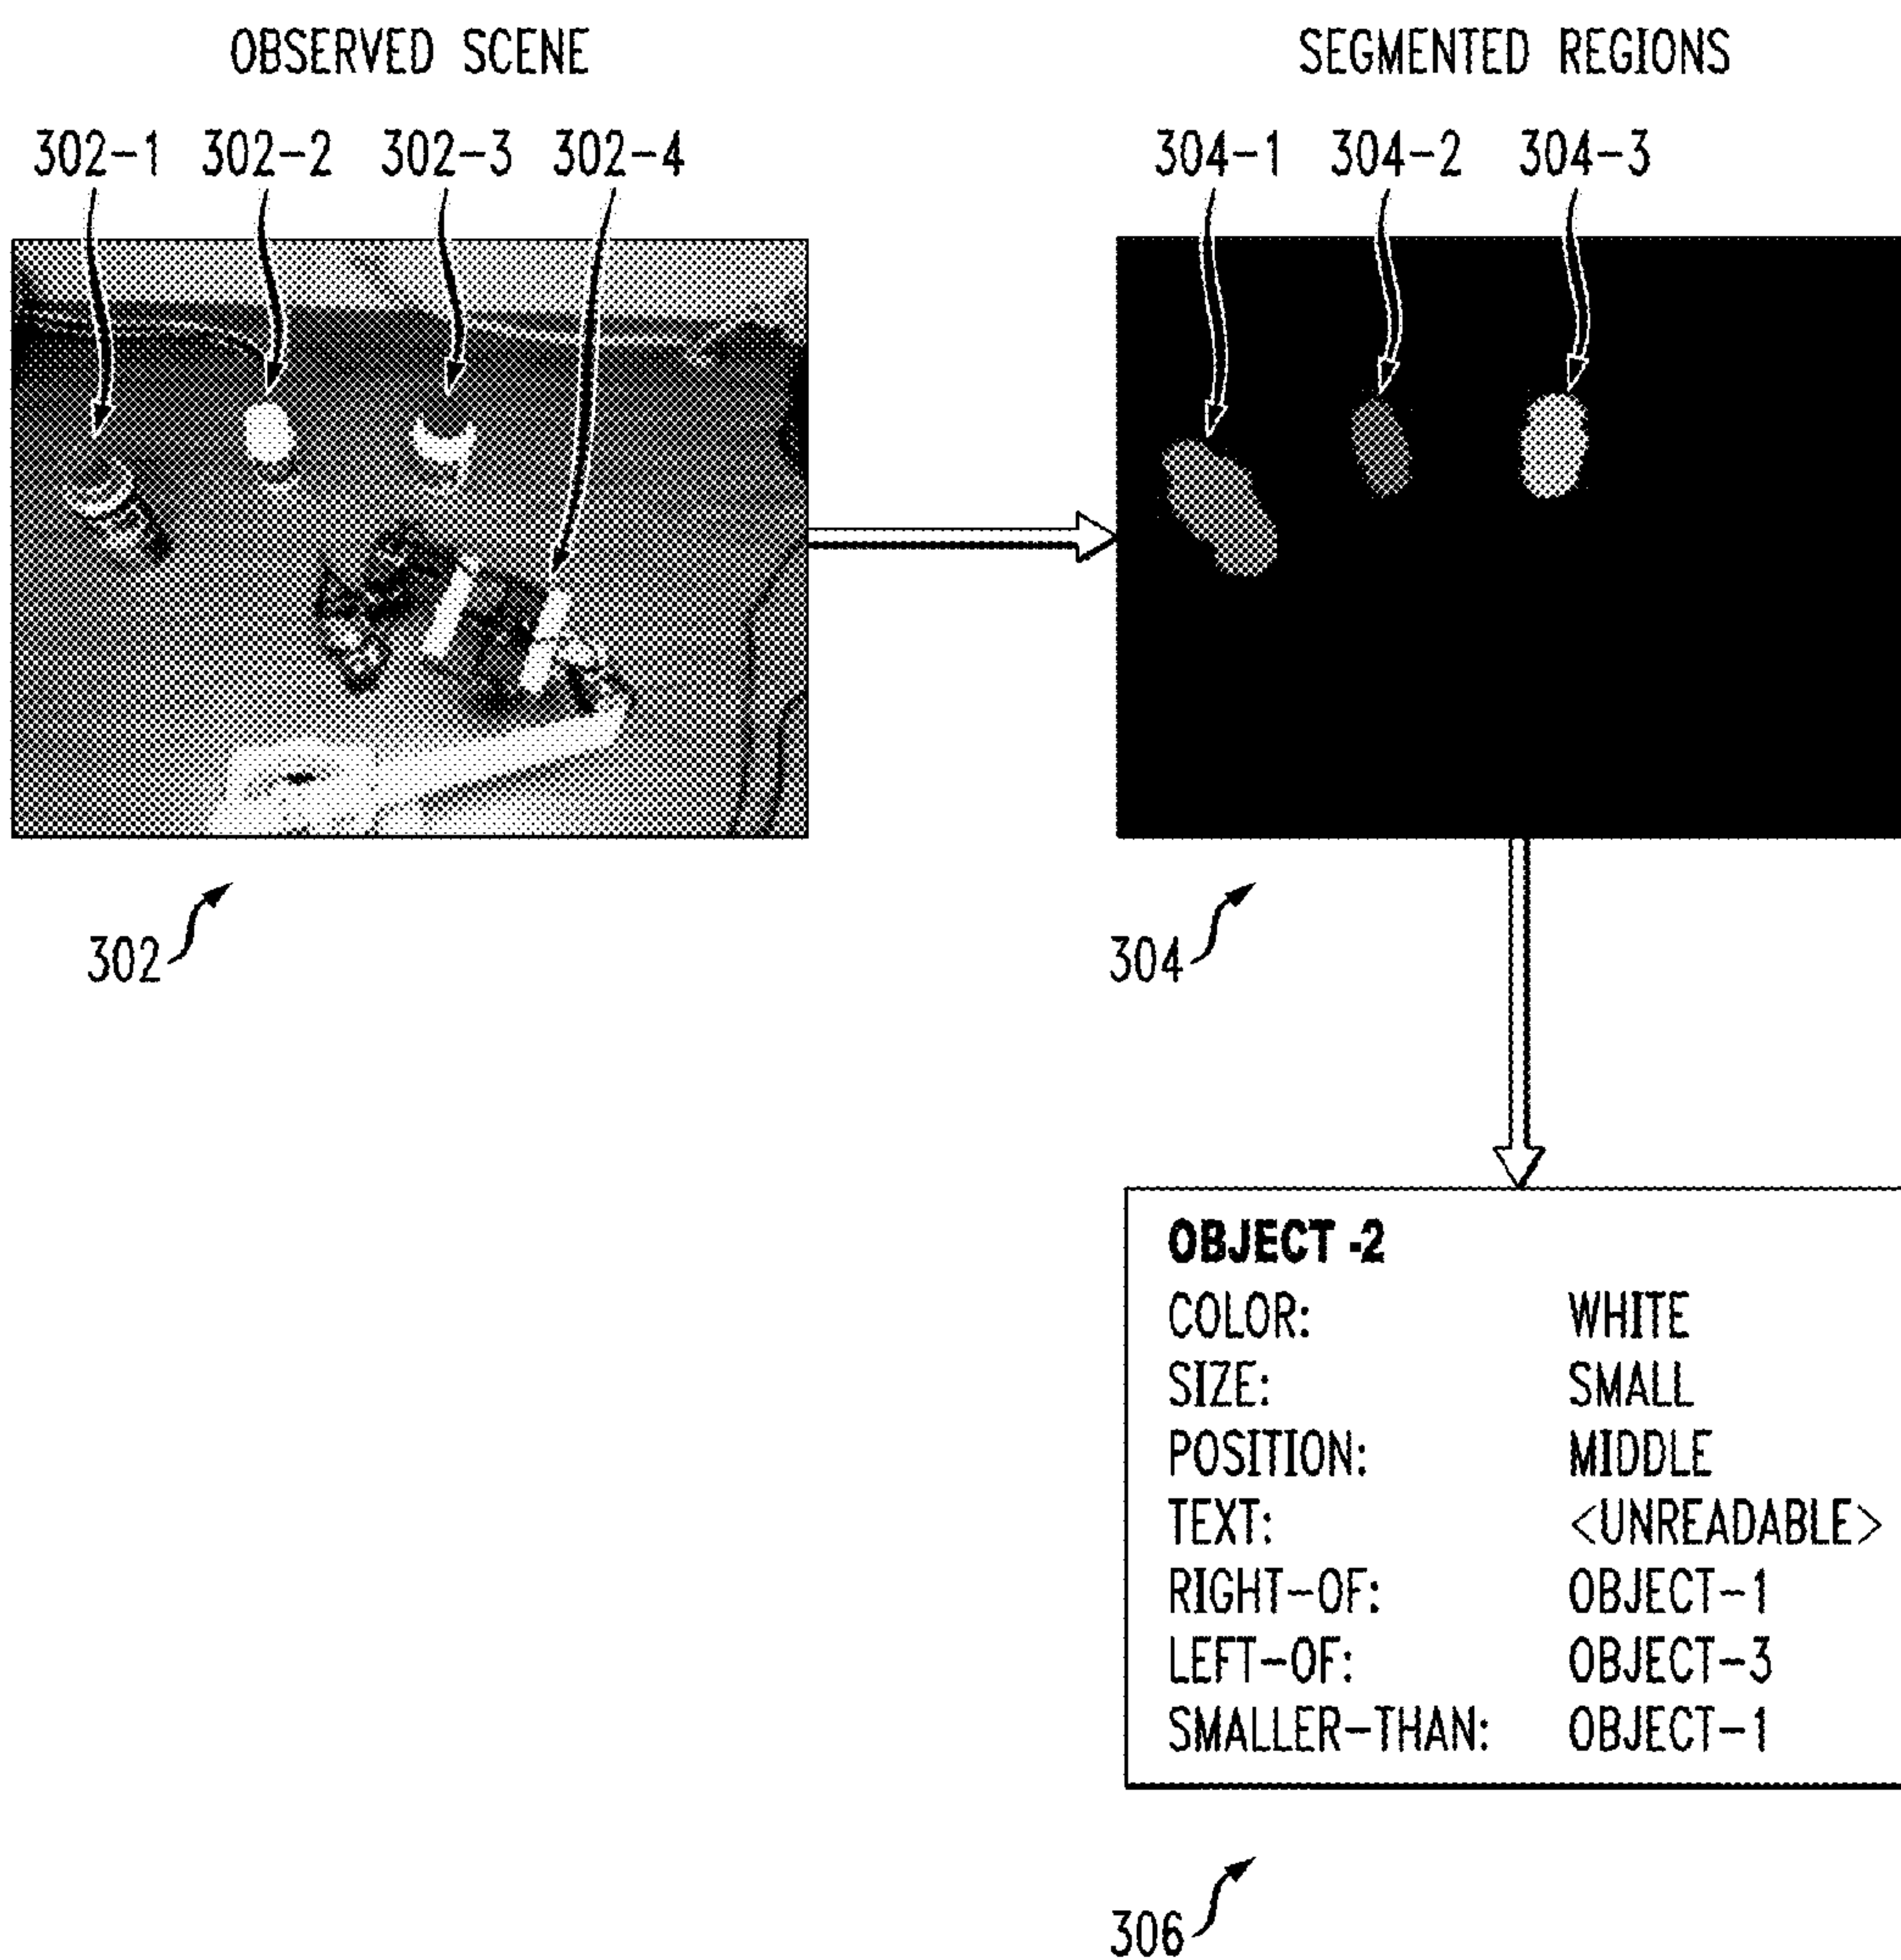 OBSERVED SCENE
SEGMENTED REGIONS
302-1 302-2 302-3 302-4
304-1 304-2 304-3
302
304
OBJECT -2
COLOR: WHITE
SIZE: SMALL
POSITION: MIDDLE
TEXT: <UNREADABLE>
RIGHT-OF: OBJECT-1
LEFT-OF: OBJECT-3
SMALLER-THAN: OBJECT-1
306